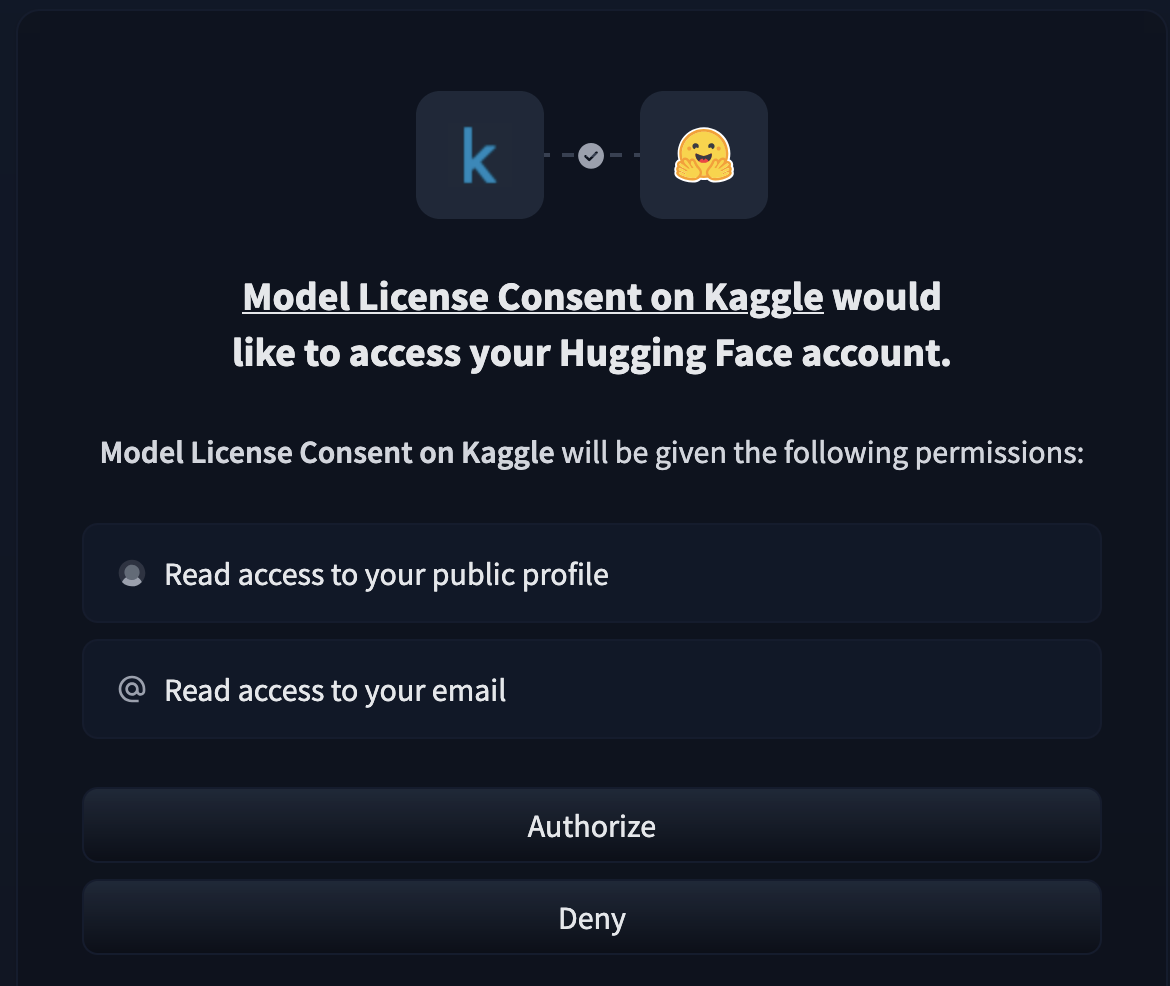 k
Model License Consent on Kaggle would
like to access your Hugging Face account.
Model License Consent on Kaggle will be given the following permissions:
Read access to your public profile
@ Read access to your email
Authorize
Deny